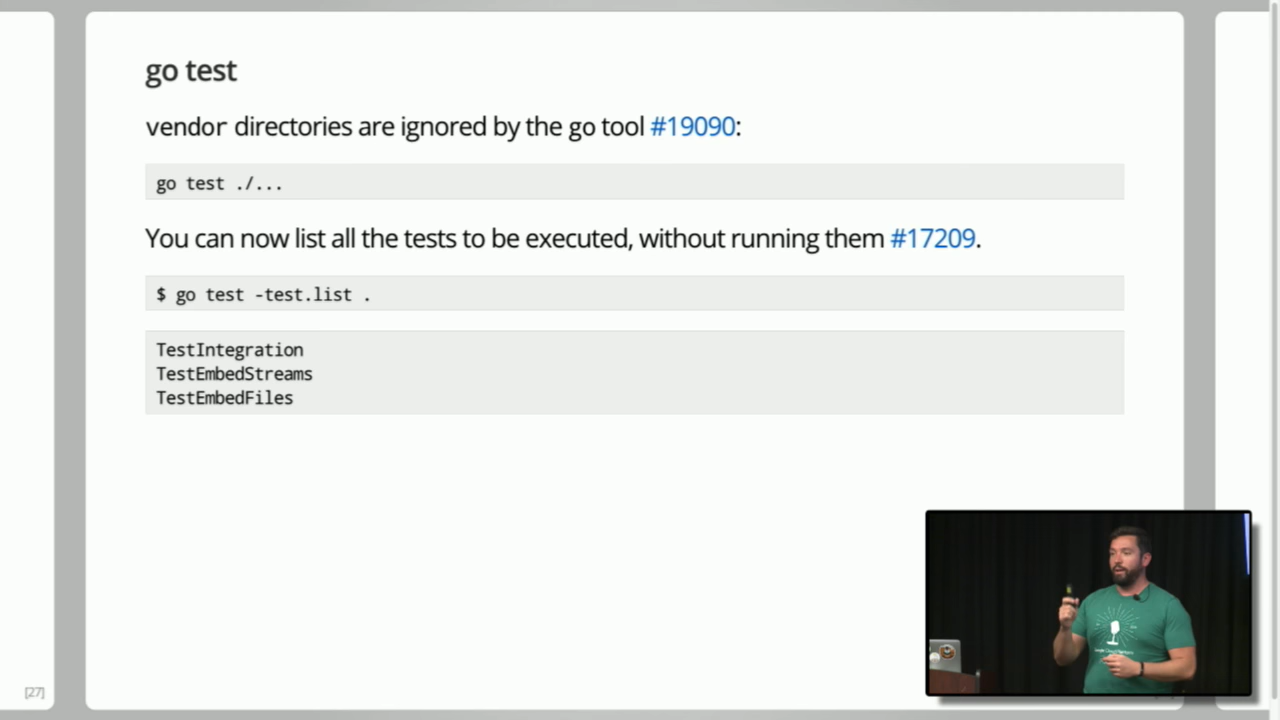 go test
vendor directories are ignored by the go tool #19090:
go test ./...
You can now list all the tests to be executed, without running them #17209.
$ go test -test.list .
TestIntegration
TestEmbedStreams
TestEmbedFiles
[27]